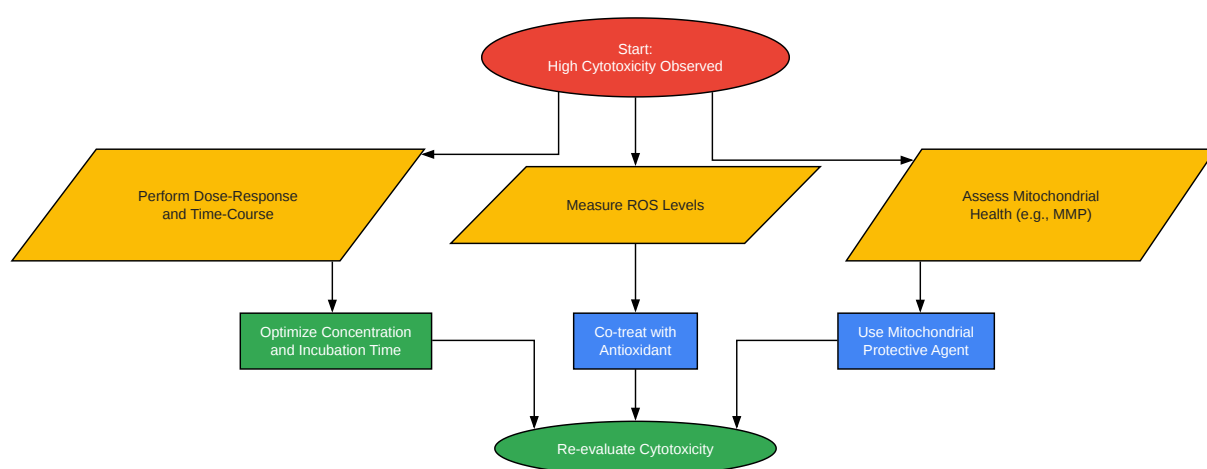 Start:
High Cytotoxicity Observed
Perform Dose-Response
and Time-Course
Measure ROS Levels
Assess Mitochondrial
Health (e.g., MMP)
Optimize Concentration
and Incubation Time
Co-treat with
Antioxidant
Use Mitochondrial
Protective Agent
Re-evaluate Cytotoxicity